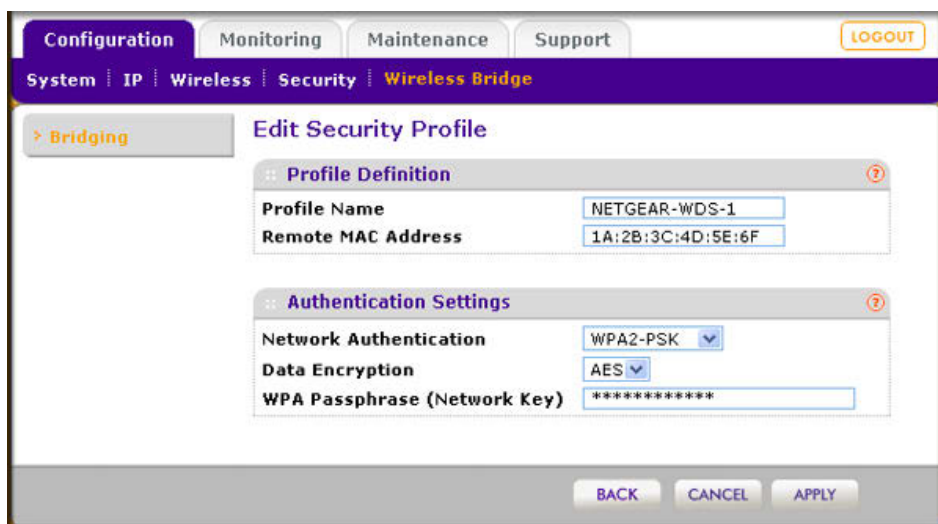 Configuration Monitoring Maintenance Support LOGOUT
System IP Wireless Security Wireless Bridge
> Bridging
Edit Security Profile
:: Profile Definition ?
Profile Name NETGEAR-WDS-1
Remote MAC Address 1A:2B:3C:4D:5E:6F
:: Authentication Settings ?
Network Authentication WPA2-PSK
Data Encryption AES
WPA Passphrase (Network Key) ************
BACK CANCEL APPLY